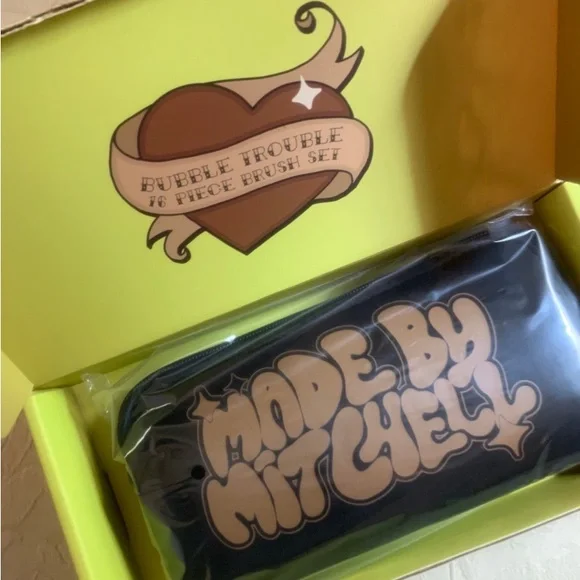 BUBBLE TROUBLE
16 PIECE BRUSH SET
MADE BY
MITCHELL